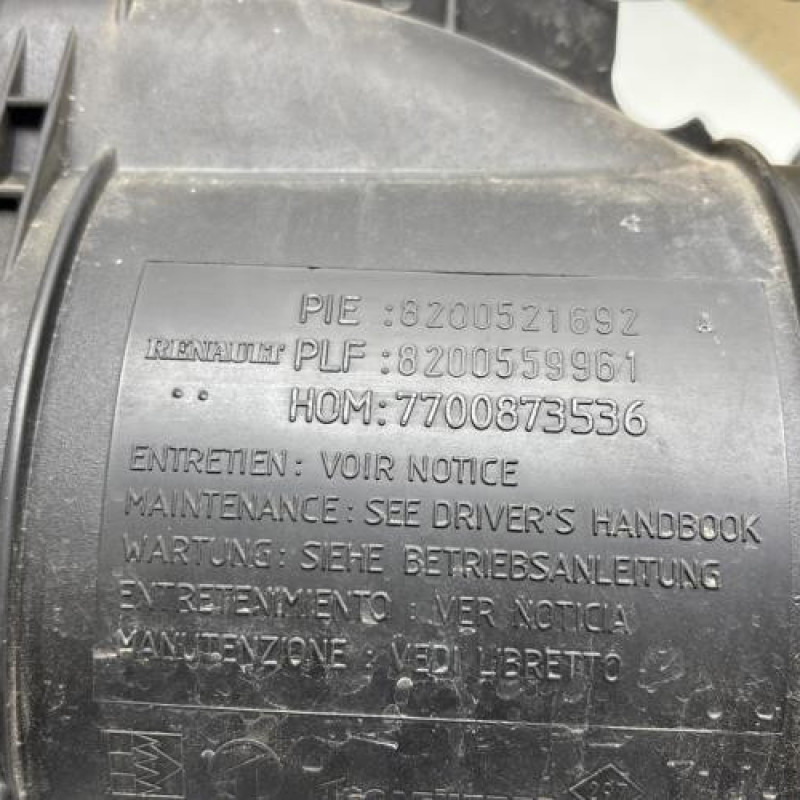 PIE :8200521692 a
RENAULT PLF :8200559961
HOM:7700873536
ENTRETIEN: VOIR NOTICE
MAINTENANCE: SEE DRIVER'S HANDBOOK
WARTUNG: SIEHE BETRIEBSANLEITUNG
ENTRETENIMIENTO : VER NOTICIA
MANUTENZIONE : VEDI LIBRETTO